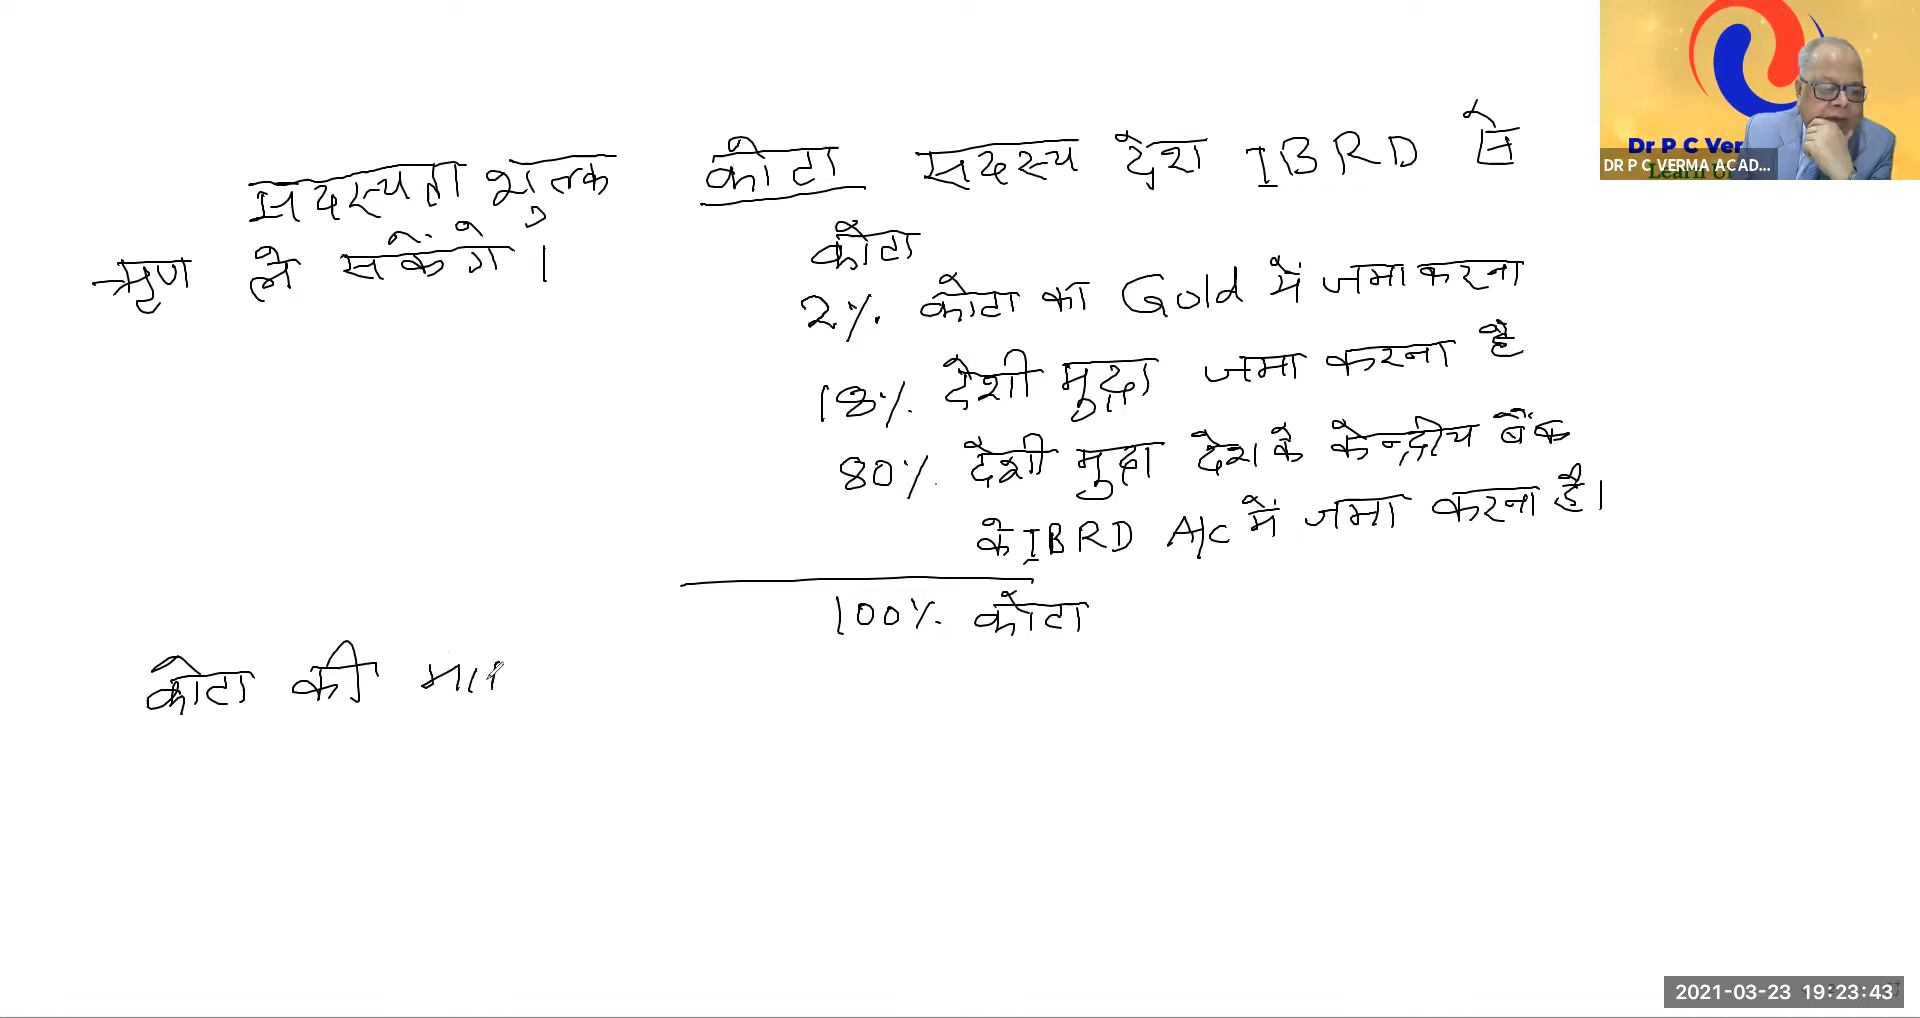 सदस्यता शुल्क
ऋण ले सकेंगे।
कोटा सदस्य देश IBRD से
कोटा
2% कोटा का Gold में जमा करना
18% देशी मुद्रा जमा करना है
80% देशी मुद्रा देश के केन्द्रीय बैंक
के IBRD A/c में जमा करना है।
100% कोटा
कोटा की
Dr P C Ver
DR P C VERMA ACAD...
2021-03-23 19:23:43